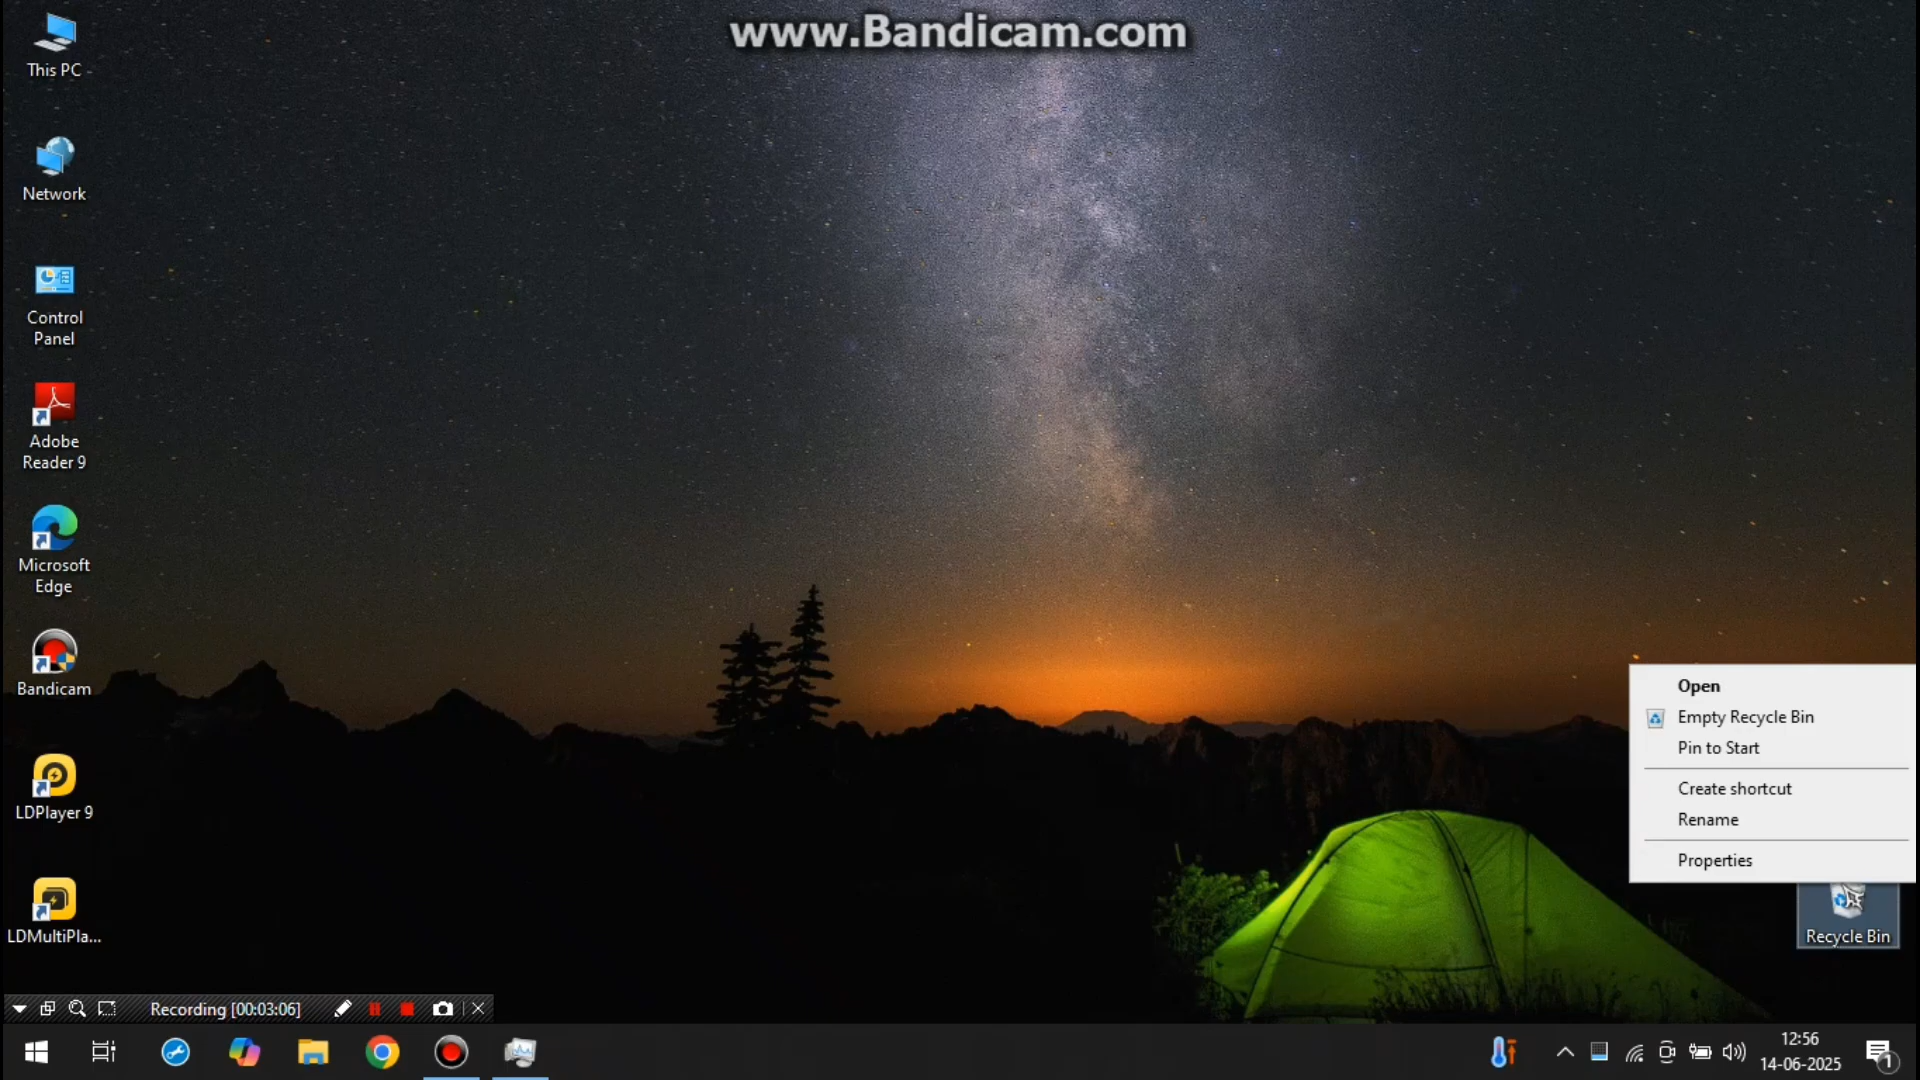 www.Bandicam.com
This PC
Network
Control
Panel
Adobe
Reader 9
Microsoft
Edge
Bandicam
LDPlayer 9
LDMultiPla...
Open
Empty Recycle Bin
Pin to Start
Create shortcut
Rename
Properties
Recycle Bin
Recording [00:03:06]
12:56
14-06-2025
1